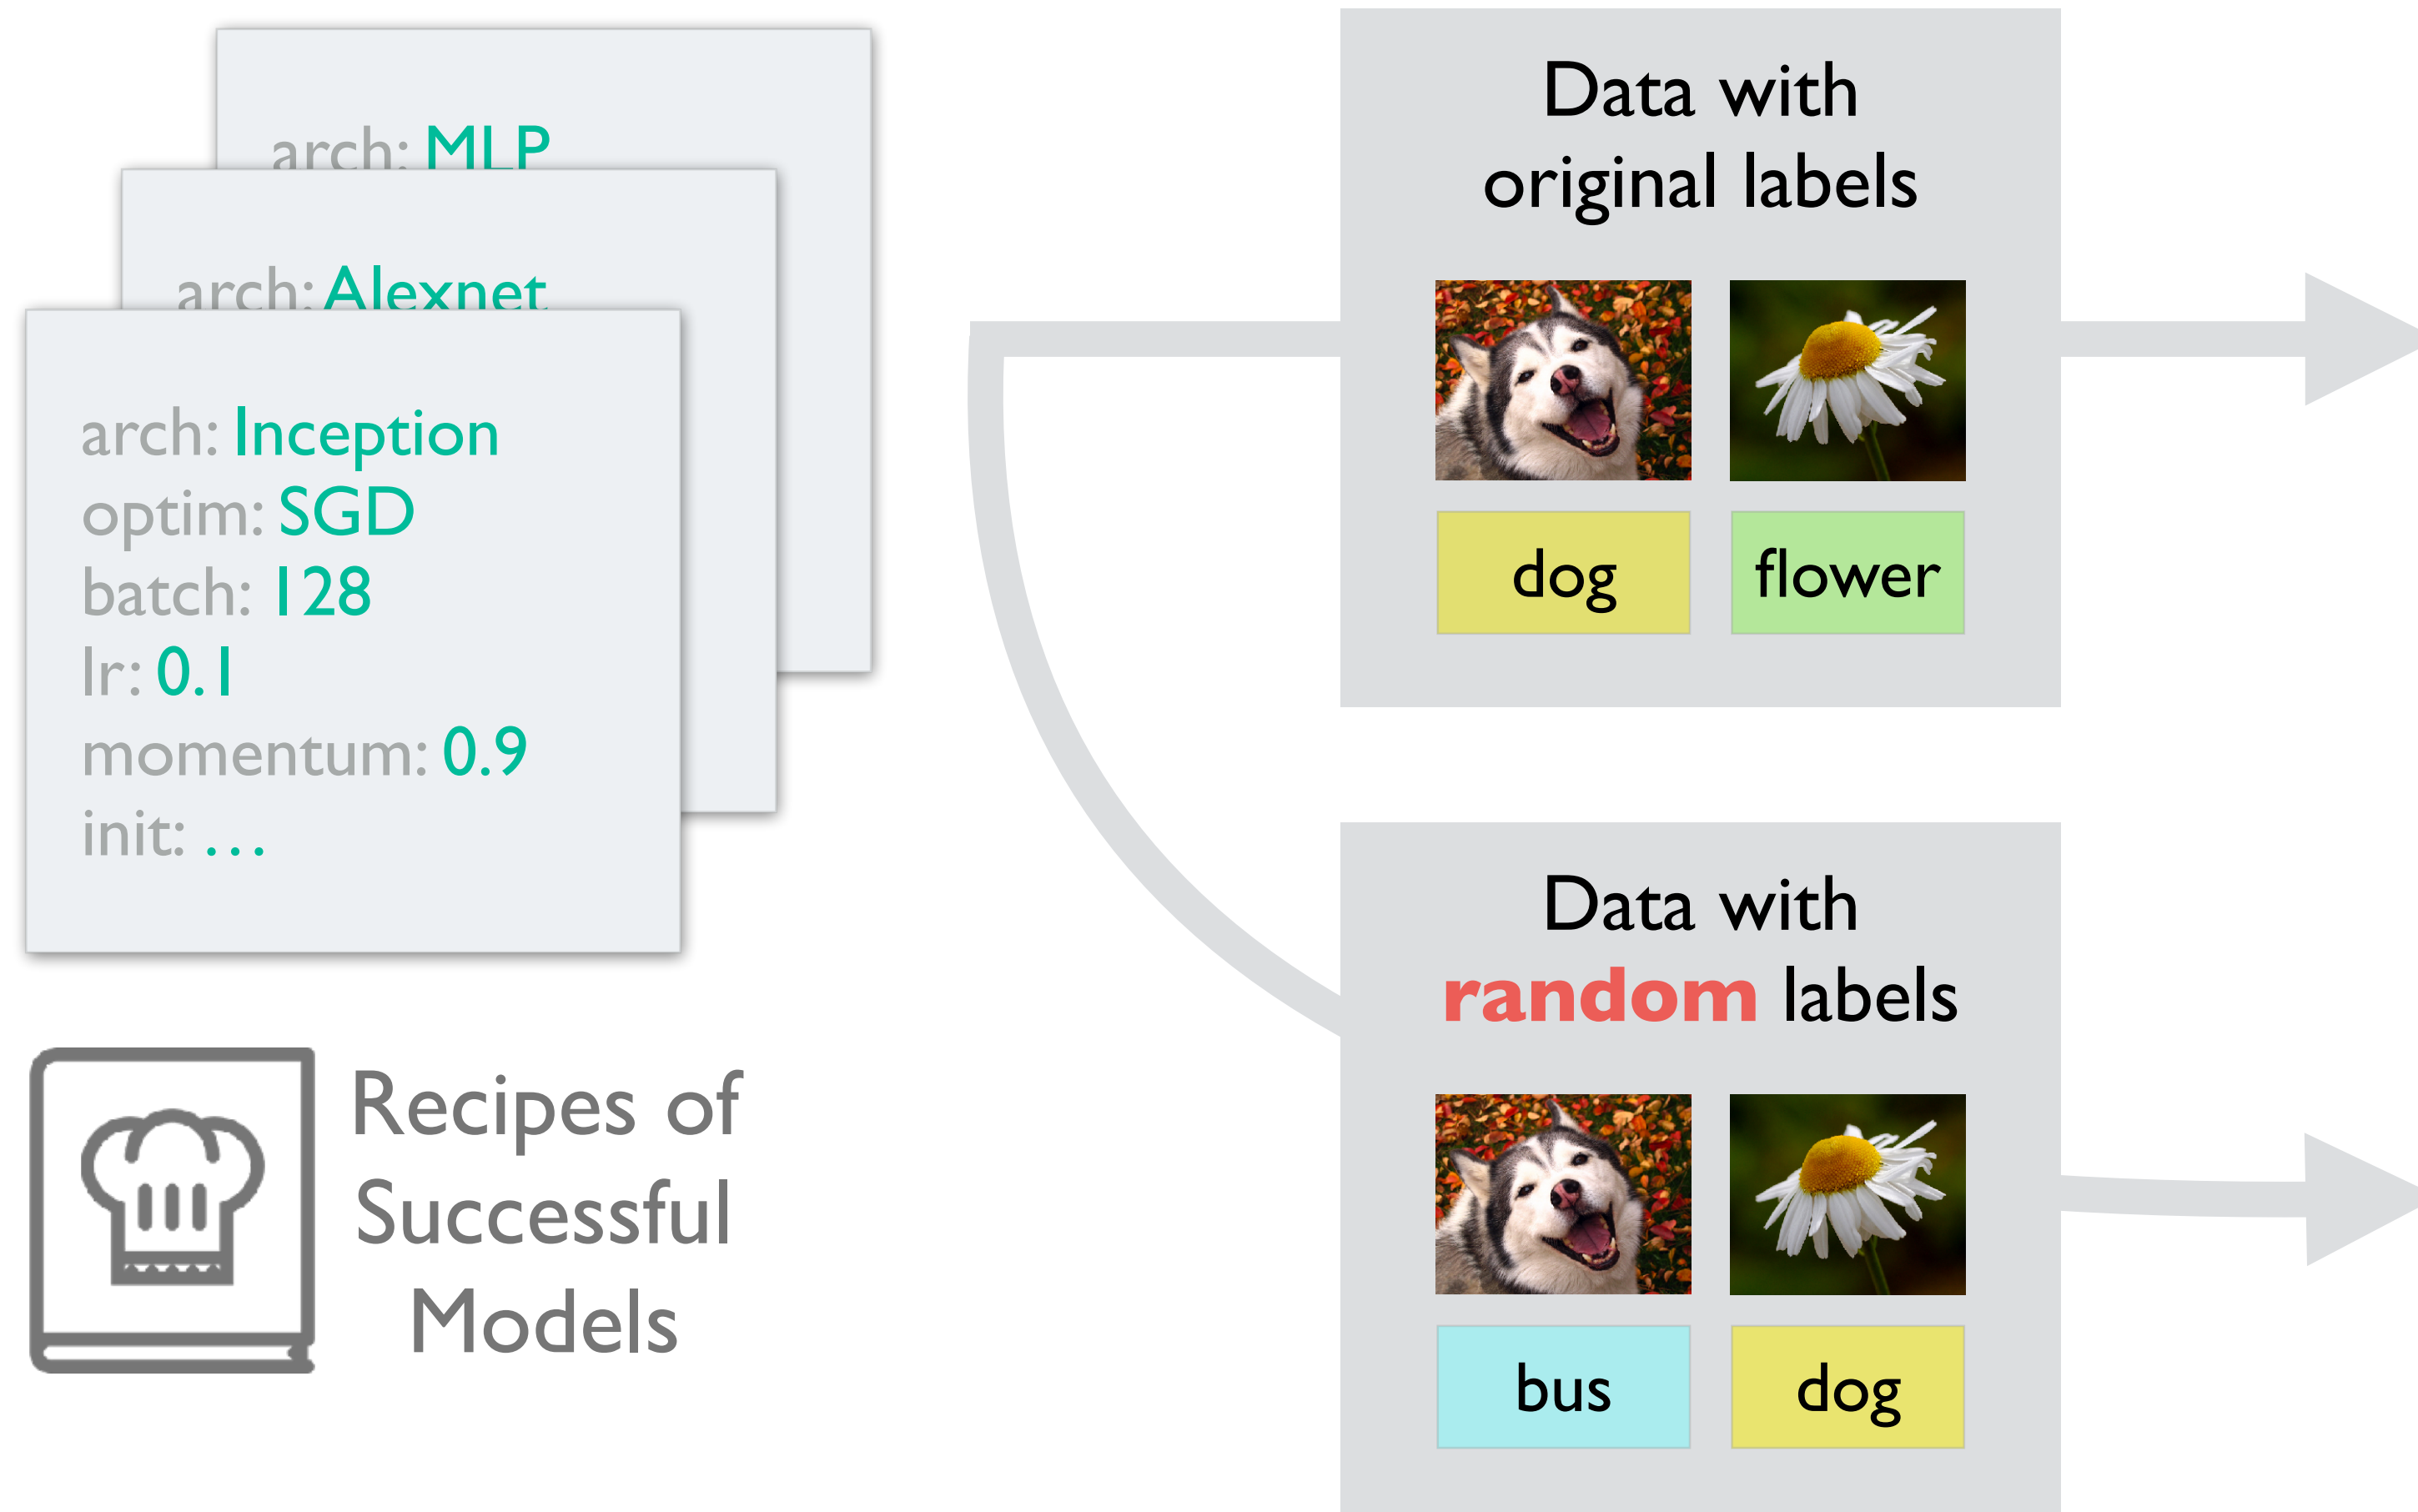 arch: MLP
arch: Alexnet
arch: Inception
optim: SGD
batch: 128
lr: 0.1
momentum: 0.9
init: ...
Recipes of
Successful
Models
Data with
original labels
dog
flower
Data with
random labels
bus
dog